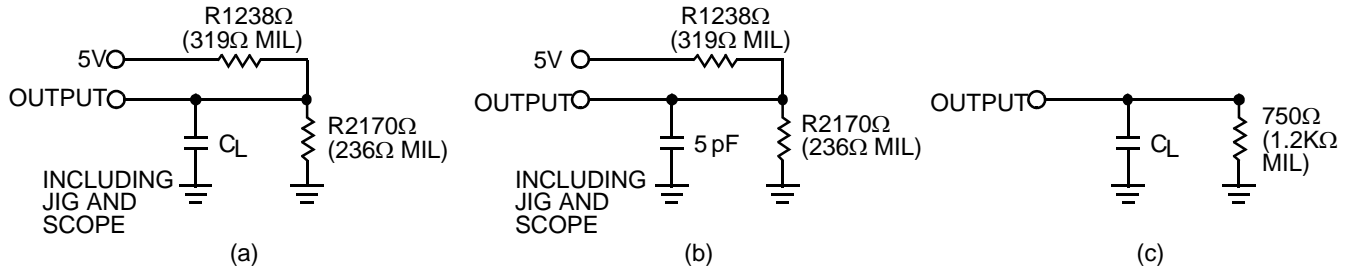 R1238Ω
(319Ω MIL)
5V
OUTPUT
CL
R2170Ω
(236Ω MIL)
INCLUDING
JIG AND
SCOPE
(a)
R1238Ω
(319Ω MIL)
5V
OUTPUT
5 pF
R2170Ω
(236Ω MIL)
INCLUDING
JIG AND
SCOPE
(b)
OUTPUT
CL
750Ω
(1.2KΩ
MIL)
(c)